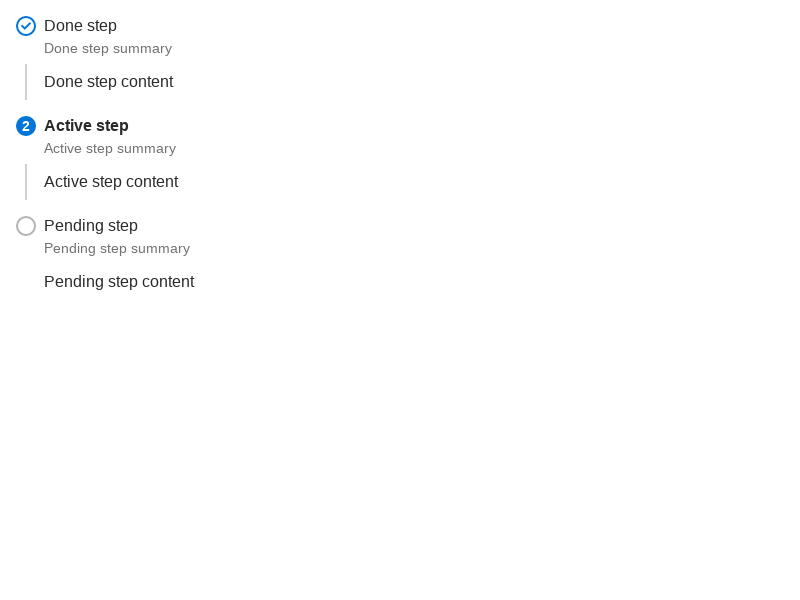 Done step
Done step summary
Done step content
2 Active step
Active step summary
Active step content
Pending step
Pending step summary
Pending step content